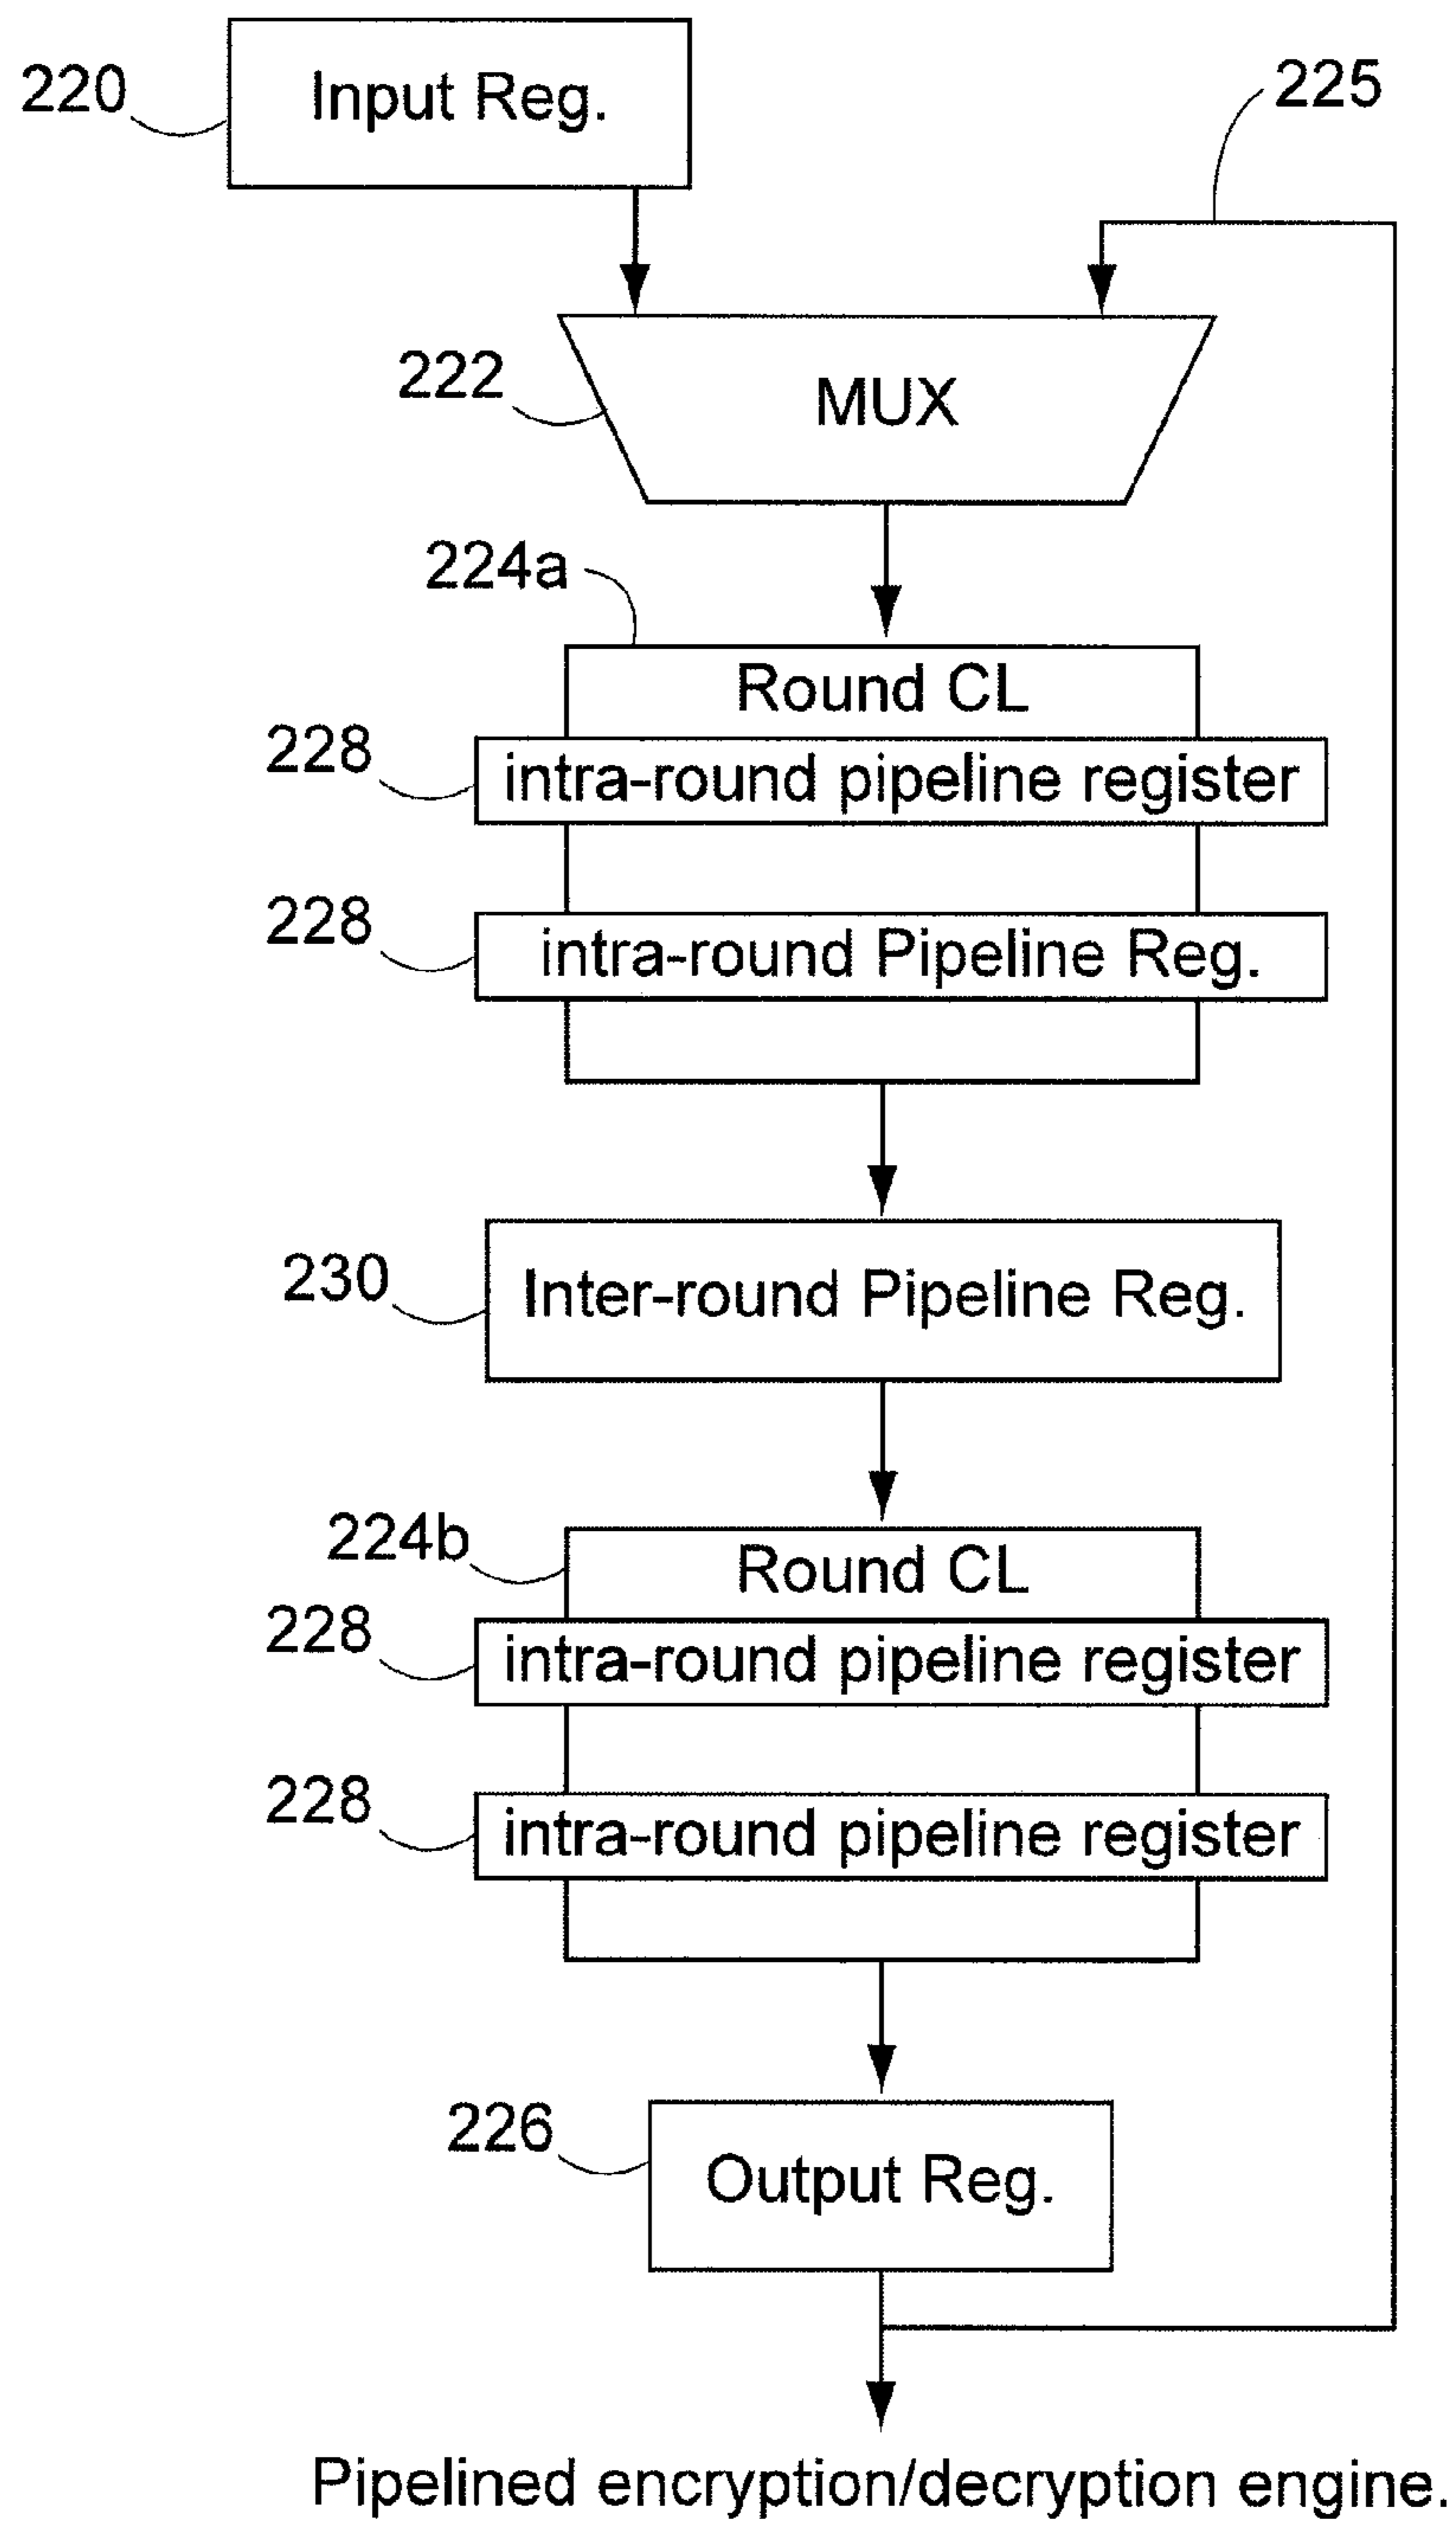 220
Input Reg.
225
222
MUX
224a
Round CL
228
intra-round pipeline register
228
intra-round Pipeline Reg.
230
Inter-round Pipeline Reg.
224b
Round CL
228
intra-round pipeline register
228
intra-round pipeline register
226
Output Reg.
Pipelined encryption/decryption engine.